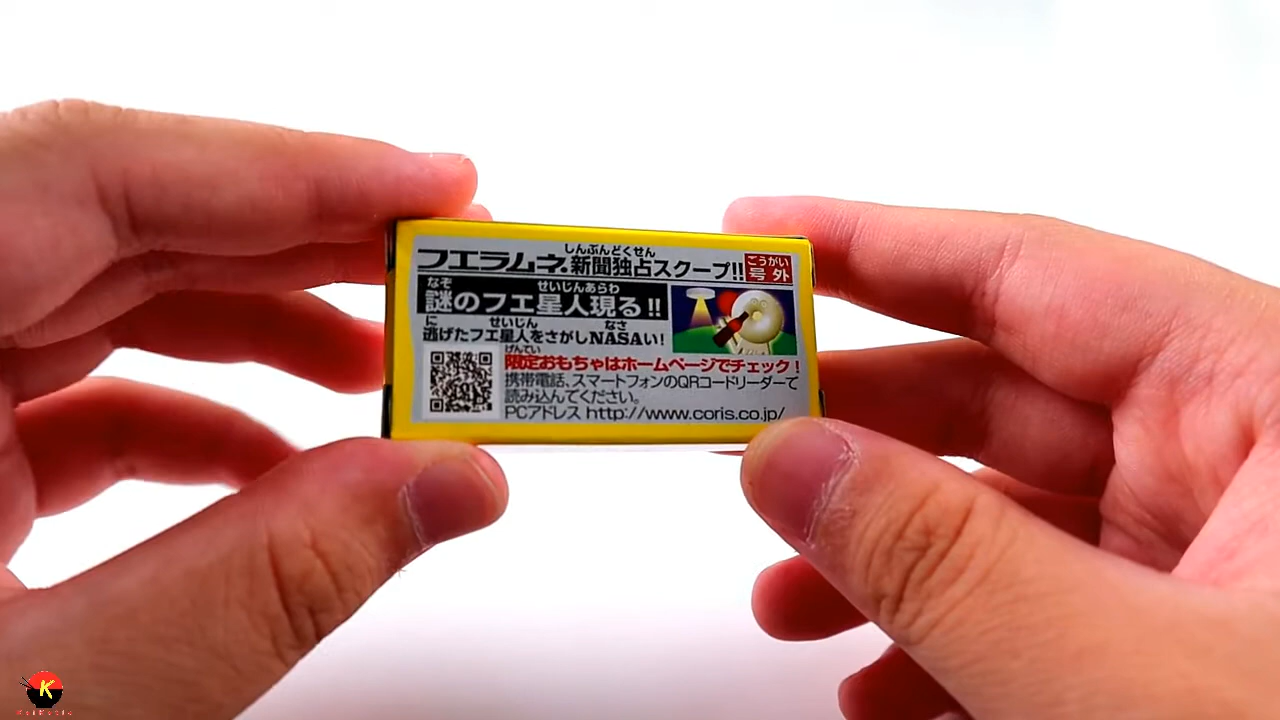 しんぶんどくせん
フエラムネ新聞独占スクープ!!
ごうがい
号外
なぞ せいじんあらわ
謎のフエ星人現る!!
に せいじん なさ
逃げたフエ星人をさがしNASAい!
げんてい
限定おもちゃはホームページでチェック!
携帯電話、スマートフォンのQRコードリーダーで
読み込んでください。
PCアドレス http://www.coris.co.jp/
K